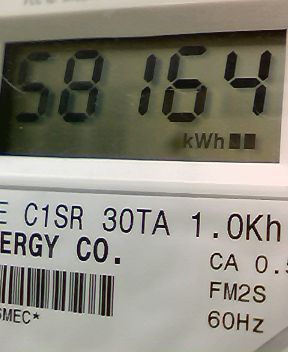 58164
kWh
E C1SR 30TA 1.0Kh
ERGY CO.
CA 0.5
FM2S
60Hz
SMEC*